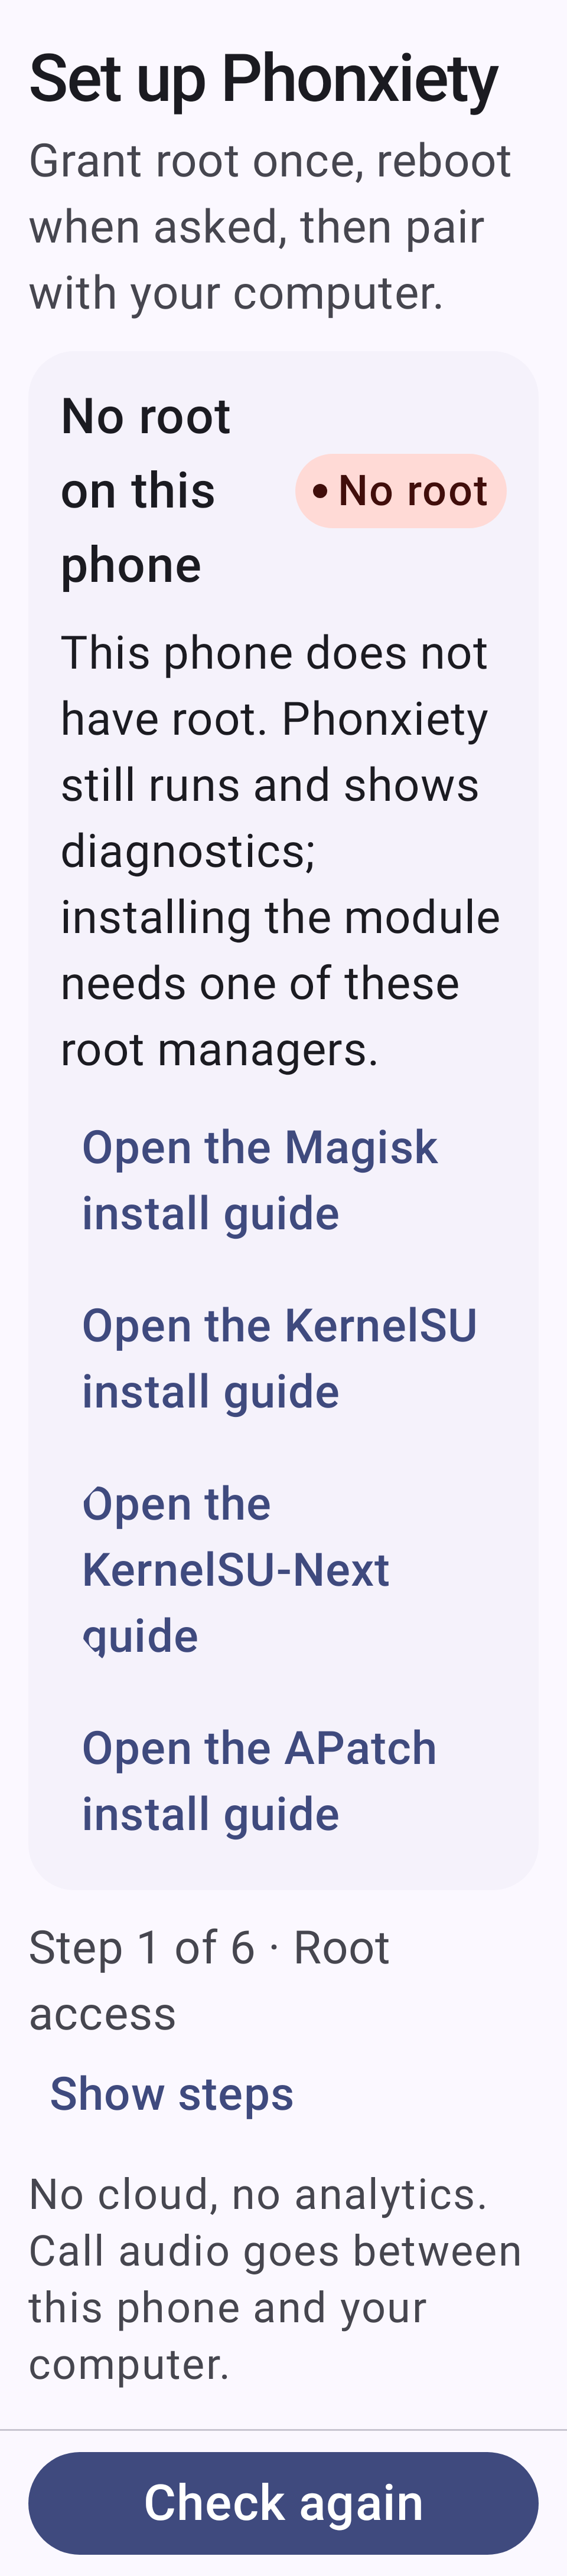 Set up Phonxiety
Grant root once, reboot
when asked, then pair
with your computer.
No root
on this
phone
• No root
This phone does not
have root. Phonxiety
still runs and shows
diagnostics;
installing the module
needs one of these
root managers.
Open the Magisk
install guide
Open the KernelSU
install guide
Open the
KernelSU-Next
guide
Open the APatch
install guide
Step 1 of 6 · Root
access
Show steps
No cloud, no analytics.
Call audio goes between
this phone and your
computer.
Check again